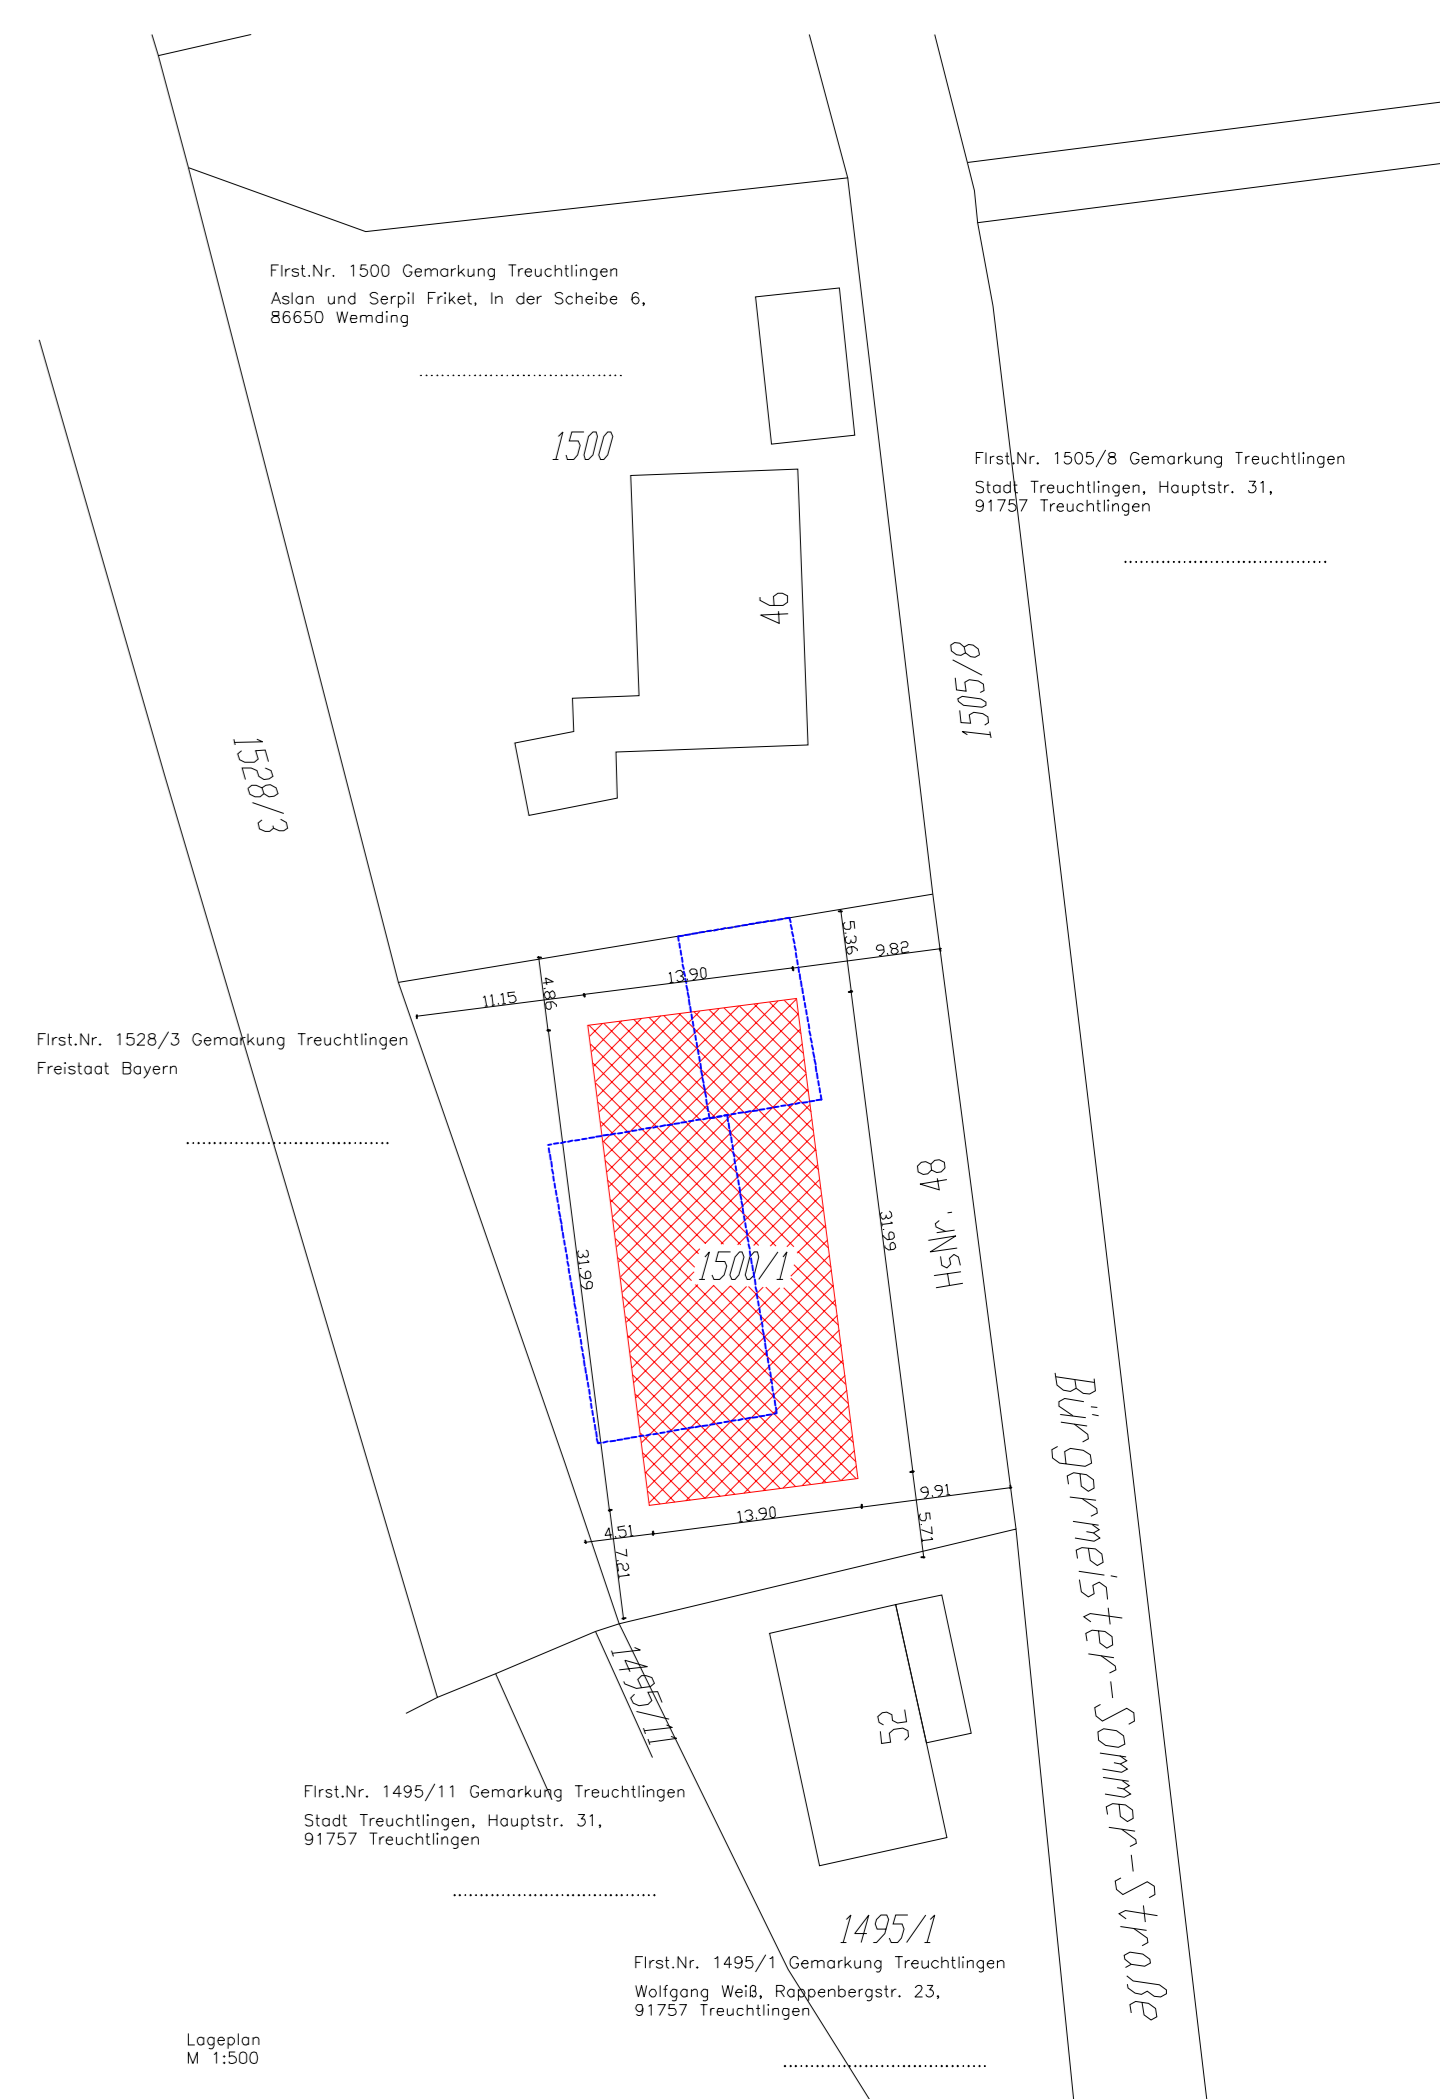 Flrst.Nr. 1500 Gemarkung Treuchtlingen
Aslan und Serpil Friket, In der Scheibe 6,
86650 Wemding
1500
Flrst.Nr. 1505/8 Gemarkung Treuchtlingen
Stadt Treuchtlingen, Hauptstr. 31,
91757 Treuchtlingen
46
1505/8
1528/3
5.36
9.82
13.90
11.15
4.86
Flrst.Nr. 1528/3 Gemarkung Treuchtlingen
Freistaat Bayern
31.99
31.99
HsNr. 48
1500/1
9.91
13.90
4.51
5.71
7.21
Bürgermeister-Sommer-Straße
1495/11
52
Flrst.Nr. 1495/11 Gemarkung Treuchtlingen
Stadt Treuchtlingen, Hauptstr. 31,
91757 Treuchtlingen
1495/1
Flrst.Nr. 1495/1 Gemarkung Treuchtlingen
Wolfgang Weiß, Rappenbergstr. 23,
91757 Treuchtlingen
Lageplan
M 1:500